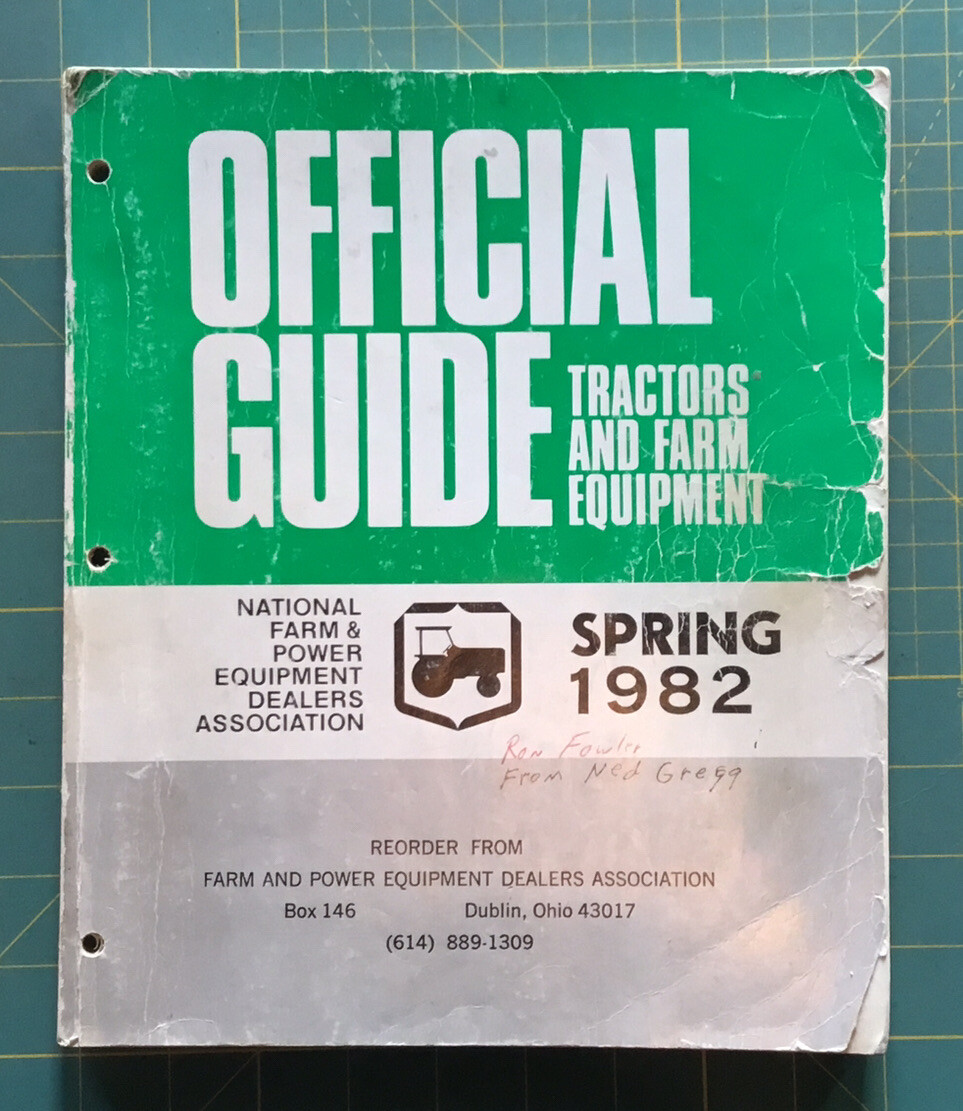 OFFICIAL
GUIDE
TRACTORS
AND FARM
EQUIPMENT
NATIONAL
FARM &
POWER
EQUIPMENT
DEALERS
ASSOCIATION
SPRING
1982
Ron Fowler
From Ned Gregg
REORDER FROM
FARM AND POWER EQUIPMENT DEALERS ASSOCIATION
Box 146 Dublin, Ohio 43017
(614) 889-1309